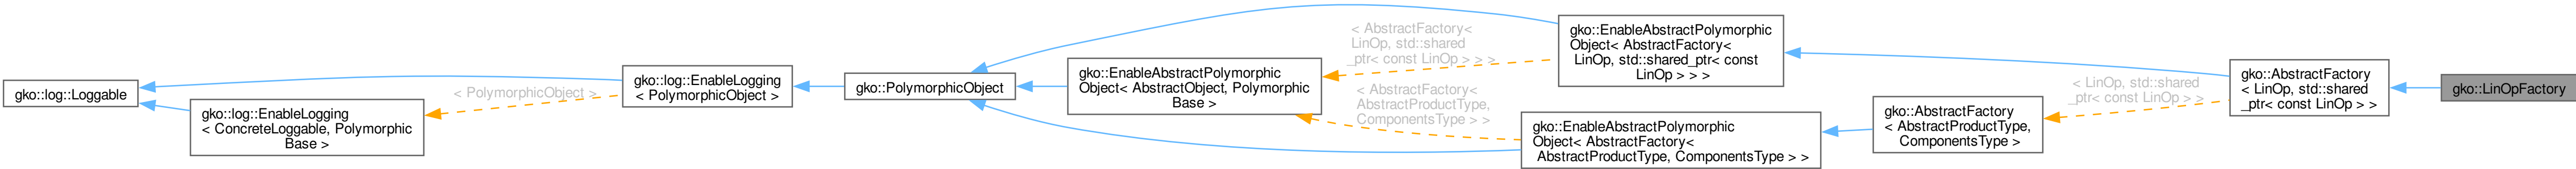 gko::log::Loggable
gko::log::EnableLogging
< ConcreteLoggable, Polymorphic
Base >
< PolymorphicObject >
gko::log::EnableLogging
< PolymorphicObject >
gko::PolymorphicObject
gko::EnableAbstractPolymorphic
Object< AbstractObject, Polymorphic
Base >
< AbstractFactory<
LinOp, std::shared
_ptr< const LinOp > > >
< AbstractFactory<
AbstractProductType,
ComponentsType > >
gko::EnableAbstractPolymorphic
Object< AbstractFactory<
LinOp, std::shared_ptr< const
LinOp > > >
gko::EnableAbstractPolymorphic
Object< AbstractFactory<
AbstractProductType, ComponentsType > >
gko::AbstractFactory
< AbstractProductType,
ComponentsType >
< LinOp, std::shared
_ptr< const LinOp > >
gko::AbstractFactory
< LinOp, std::shared
_ptr< const LinOp > >
gko::LinOpFactory